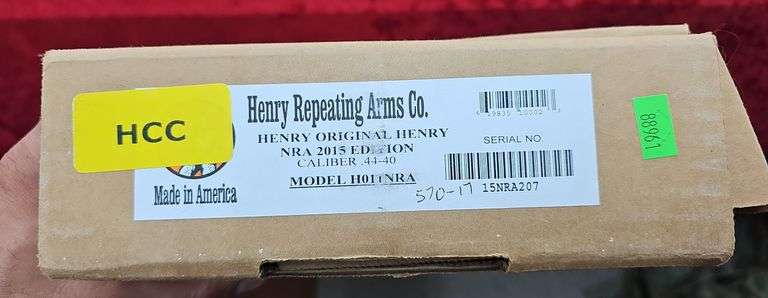 HCC
Made in America
Henry Repeating Arms Co.
HENRY ORIGINAL HENRY
NRA 2015 EDITION
CALIBER .44-40
MODEL H011NRA
SERIAL NO.
15NRA207
570-17
88961